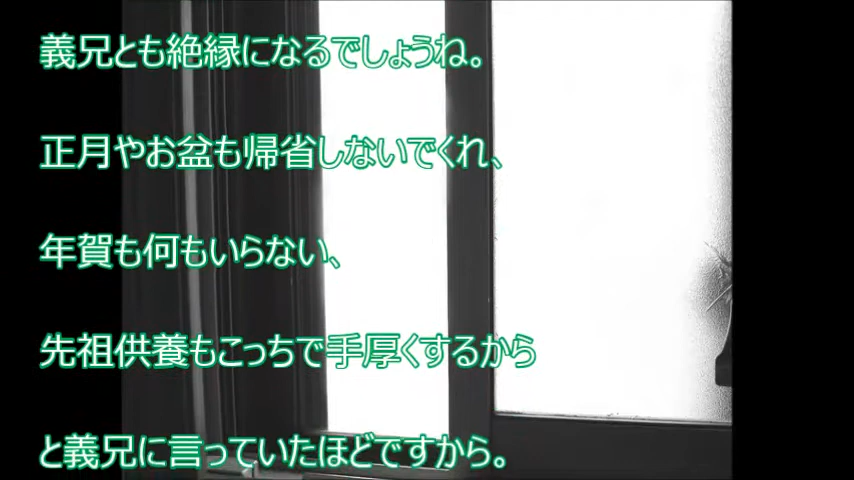 義兄とも絶縁になるでしょうね。
正月やお盆も帰省しないでくれ、
年賀も何もいらない、
先祖供養もこっちで手厚くするから
と義兄に言っていたほどですから。